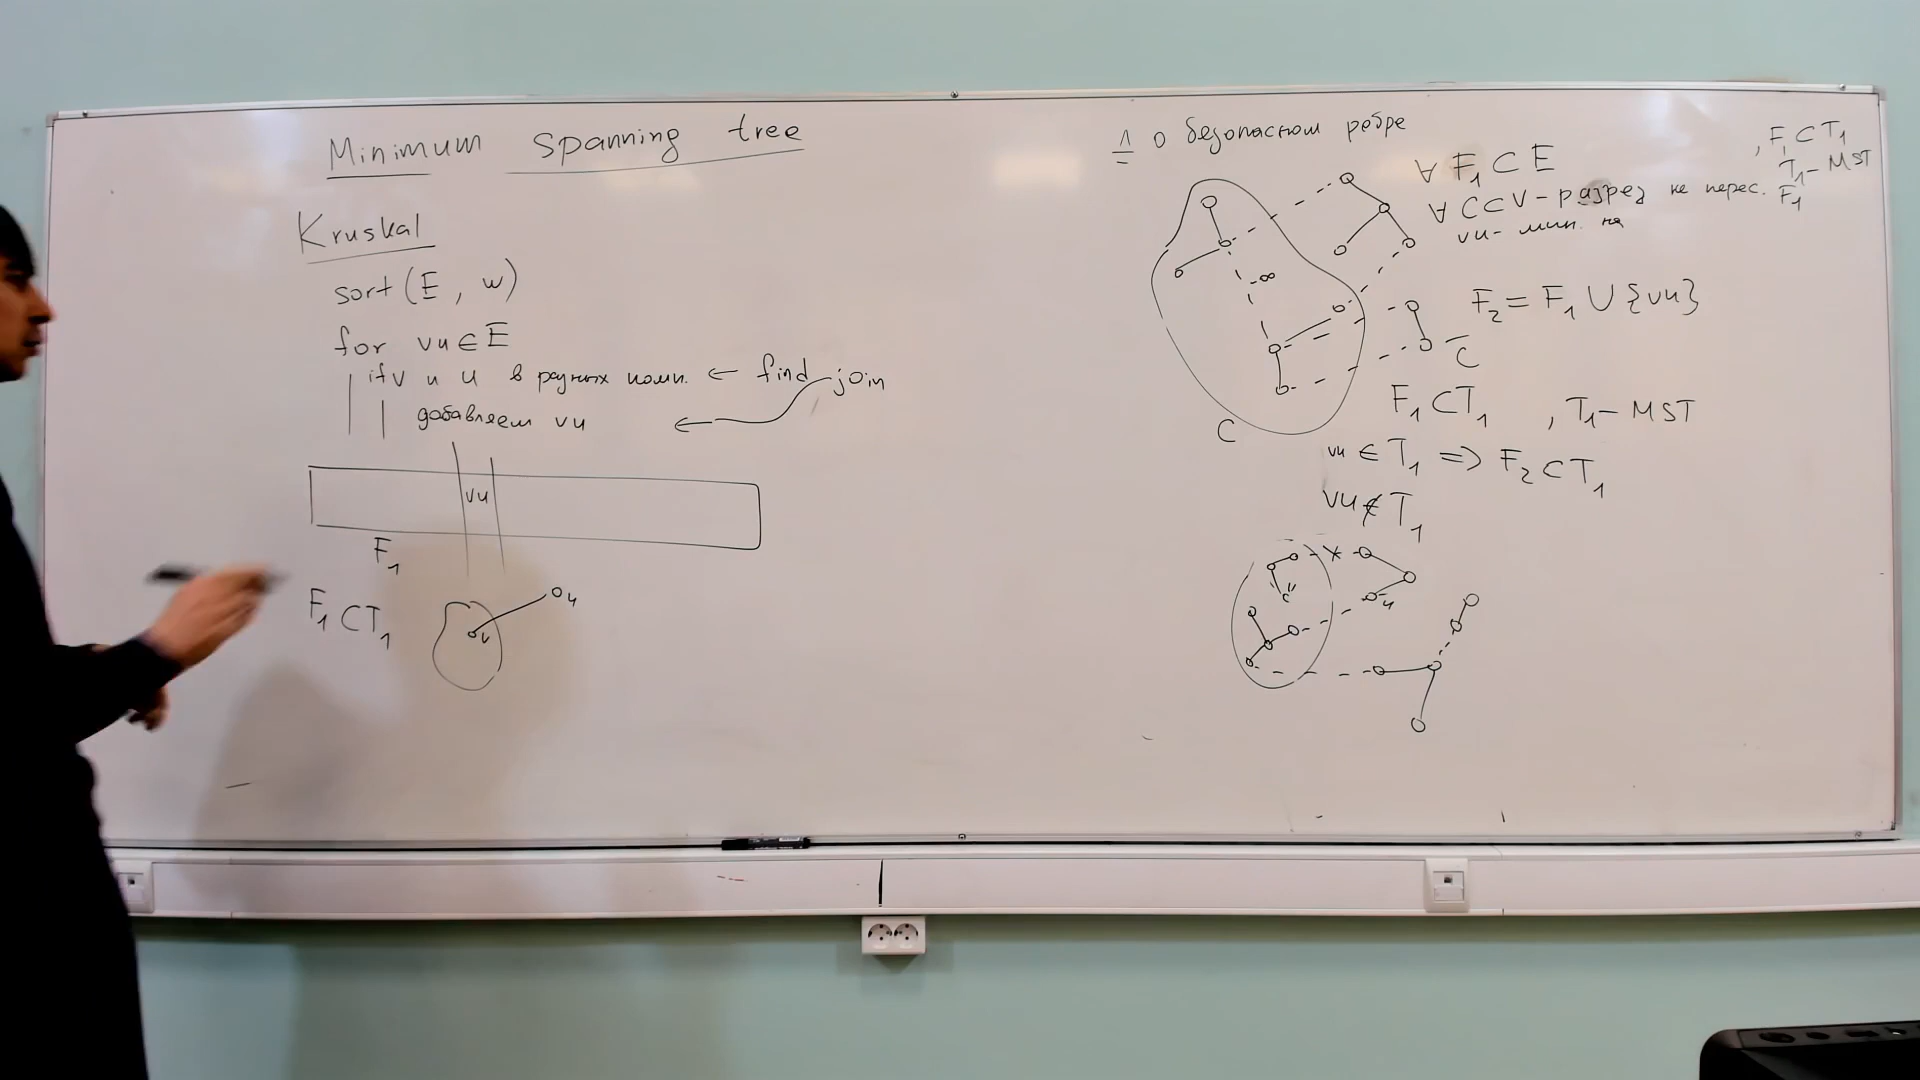 Minimum spanning tree
Kruskal
sort(E, w)
for vu∈E
if v и u в разных комп. ← find join
добавляем vu ←
vu
F₁
F₁ ⊂ T₁
v u
Л о безопасном ребре
∀ F₁ ⊂ E , F₁ ⊂ T₁
T₁ - MST
∀ C ⊂ V - разрез не перес. F₁
vu - мин. на
-∞
F₂ = F₁ ∪ {vu}
C̅
C
F₁ ⊂ T₁ , T₁ - MST
vu ∈ T₁ => F₂ ⊂ T₁
vu ∉ T₁
u